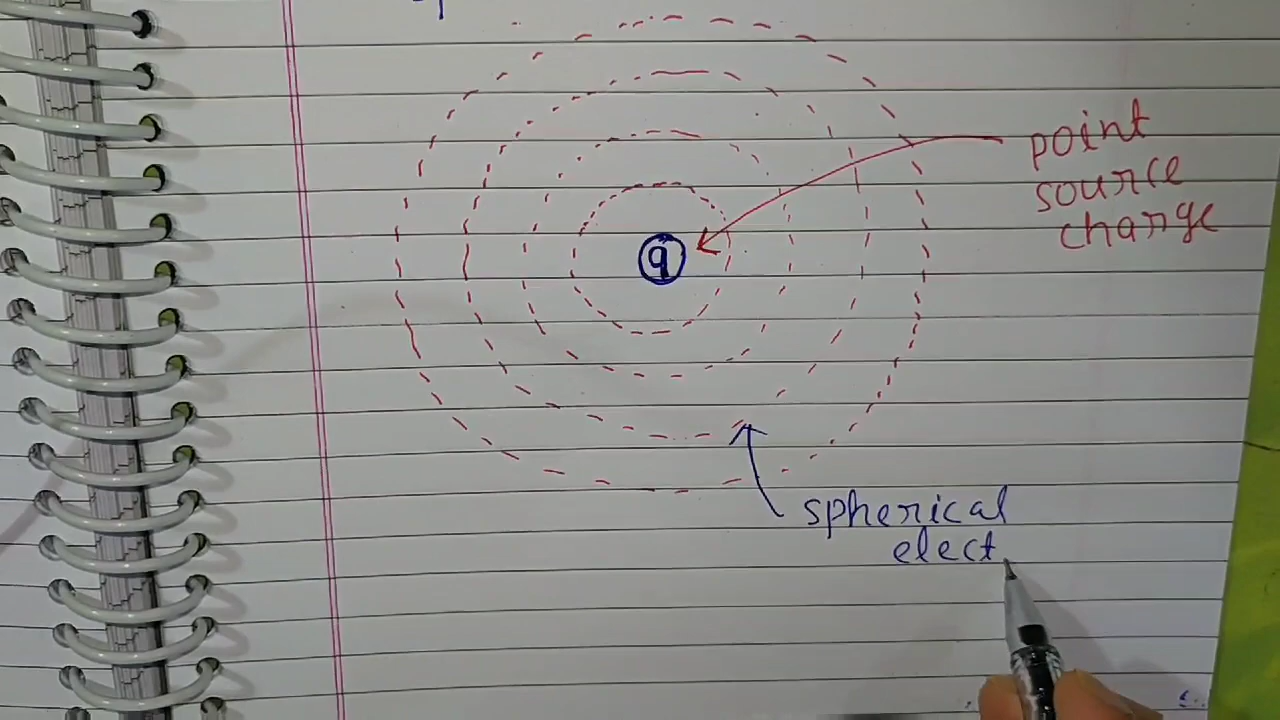 point
source
charge
q
spherical
elect